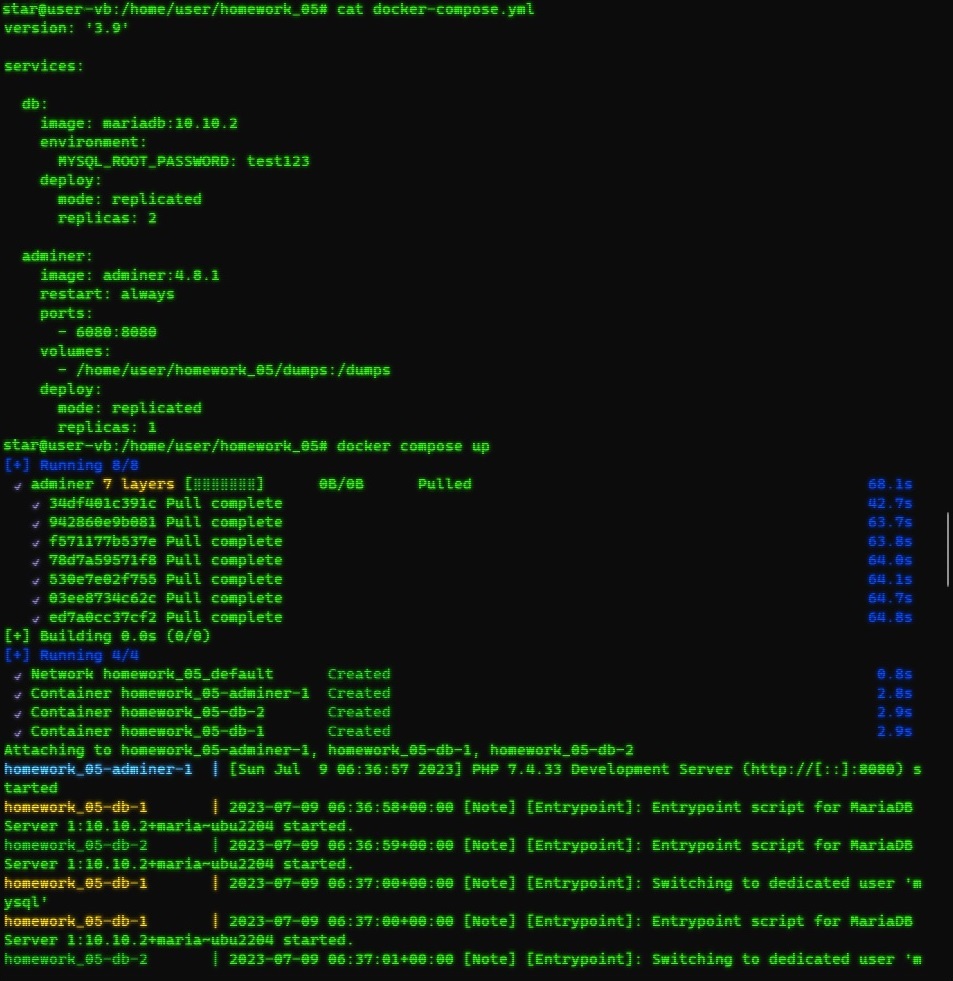 star@user-vb:/home/user/homework_05# cat docker-compose.yml
version: '3.9'

services:

  db:
    image: mariadb:10.10.2
    environment:
      MYSQL_ROOT_PASSWORD: test123
    deploy:
      mode: replicated
      replicas: 2

  adminer:
    image: adminer:4.8.1
    restart: always
    ports:
      - 6080:8080
    volumes:
      - /home/user/homework_05/dumps:/dumps
    deploy:
      mode: replicated
      replicas: 1
star@user-vb:/home/user/homework_05# docker compose up
[+] Running 8/8
 ✔ adminer 7 layers [⣿⣿⣿⣿⣿⣿⣿]      0B/0B      Pulled 68.1s
   ✔ 34df401c391c Pull complete 42.7s
   ✔ 942860e9b081 Pull complete 63.7s
   ✔ f571177b537e Pull complete 63.8s
   ✔ 78d7a59571f8 Pull complete 64.0s
   ✔ 530e7e02f755 Pull complete 64.1s
   ✔ 03ee8734c62c Pull complete 64.7s
   ✔ ed7a0cc37cf2 Pull complete 64.8s
[+] Building 0.0s (0/0)
[+] Running 4/4
 ✔ Network homework_05_default      Created 0.8s
 ✔ Container homework_05-adminer-1  Created 2.8s
 ✔ Container homework_05-db-2       Created 2.9s
 ✔ Container homework_05-db-1       Created 2.9s
Attaching to homework_05-adminer-1, homework_05-db-1, homework_05-db-2
homework_05-adminer-1  | [Sun Jul  9 06:36:57 2023] PHP 7.4.33 Development Server (http://[::]:8080) s
tarted
homework_05-db-1       | 2023-07-09 06:36:58+00:00 [Note] [Entrypoint]: Entrypoint script for MariaDB
Server 1:10.10.2+maria~ubu2204 started.
homework_05-db-2       | 2023-07-09 06:36:59+00:00 [Note] [Entrypoint]: Entrypoint script for MariaDB
Server 1:10.10.2+maria~ubu2204 started.
homework_05-db-1       | 2023-07-09 06:37:00+00:00 [Note] [Entrypoint]: Switching to dedicated user 'm
ysql'
homework_05-db-1       | 2023-07-09 06:37:00+00:00 [Note] [Entrypoint]: Entrypoint script for MariaDB
Server 1:10.10.2+maria~ubu2204 started.
homework_05-db-2       | 2023-07-09 06:37:01+00:00 [Note] [Entrypoint]: Switching to dedicated user 'm